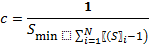 c = 1 / (S_min □ ∑_{i=1}^{N} [(S]_i − 1))